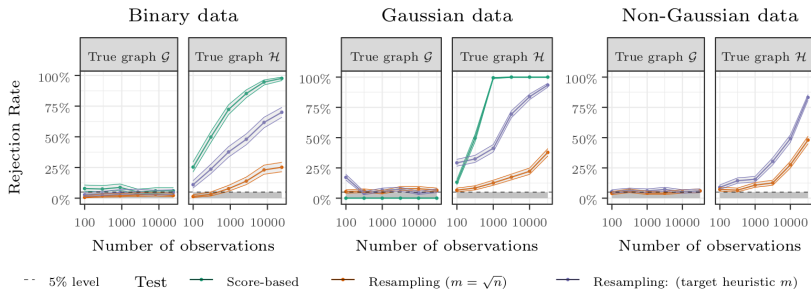 Binary data Gaussian data Non-Gaussian data
True graph 𝒢 True graph ℋ True graph 𝒢 True graph ℋ True graph 𝒢 True graph ℋ
Rejection Rate
100% 100% 100%
75% 75% 75%
50% 50% 50%
25% 25% 25%
0% 0% 0%
100 1000 10000 100 1000 10000 100 1000 10000 100 1000 10000 100 1000 10000 100 1000 10000
Number of observations Number of observations Number of observations
5% level Test Score-based Resampling (m = √n) Resampling: (target heuristic m)